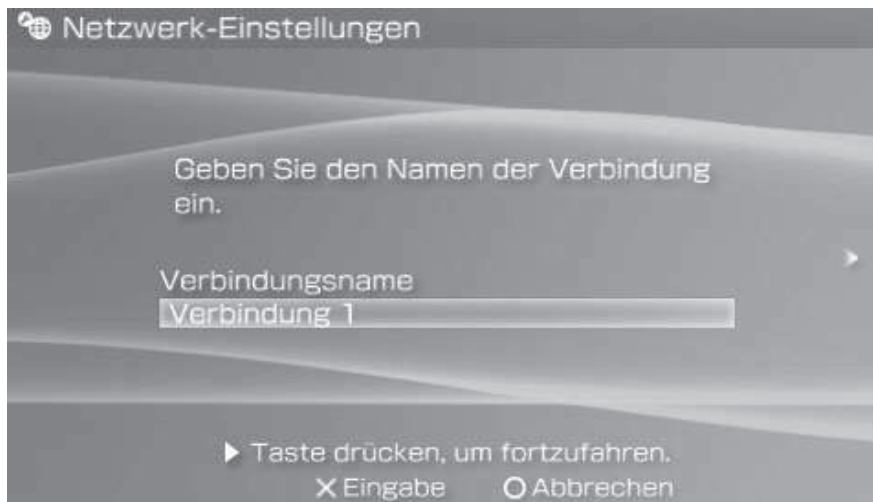 Netzwerk-Einstellungen
Geben Sie den Namen der Verbindung
ein.
Verbindungsname
Verbindung 1
Taste drücken, um fortzufahren.
Eingabe Abbrechen